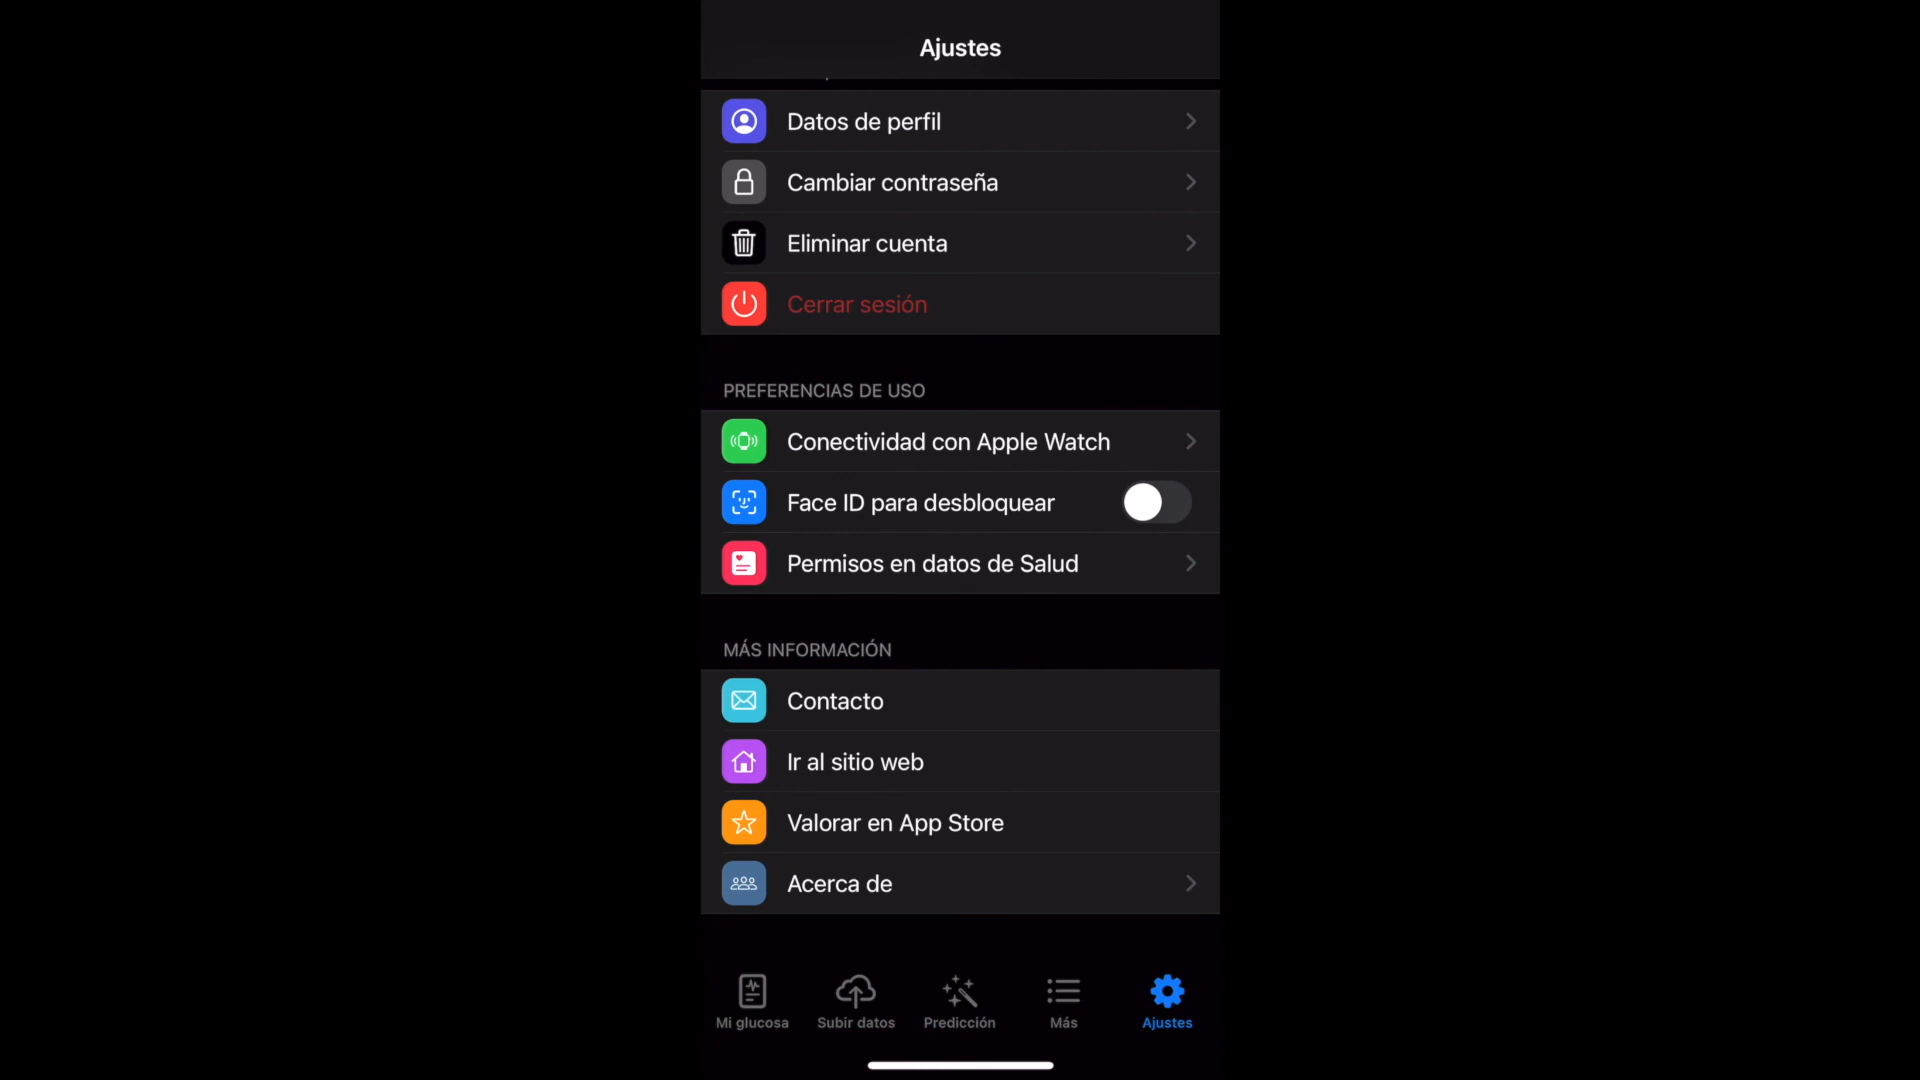 Ajustes
Datos de perfil
Cambiar contraseña
Eliminar cuenta
Cerrar sesión
PREFERENCIAS DE USO
Conectividad con Apple Watch
Face ID para desbloquear
Permisos en datos de Salud
MÁS INFORMACIÓN
Contacto
Ir al sitio web
Valorar en App Store
Acerca de
Mi glucosa
Subir datos
Predicción
Más
Ajustes